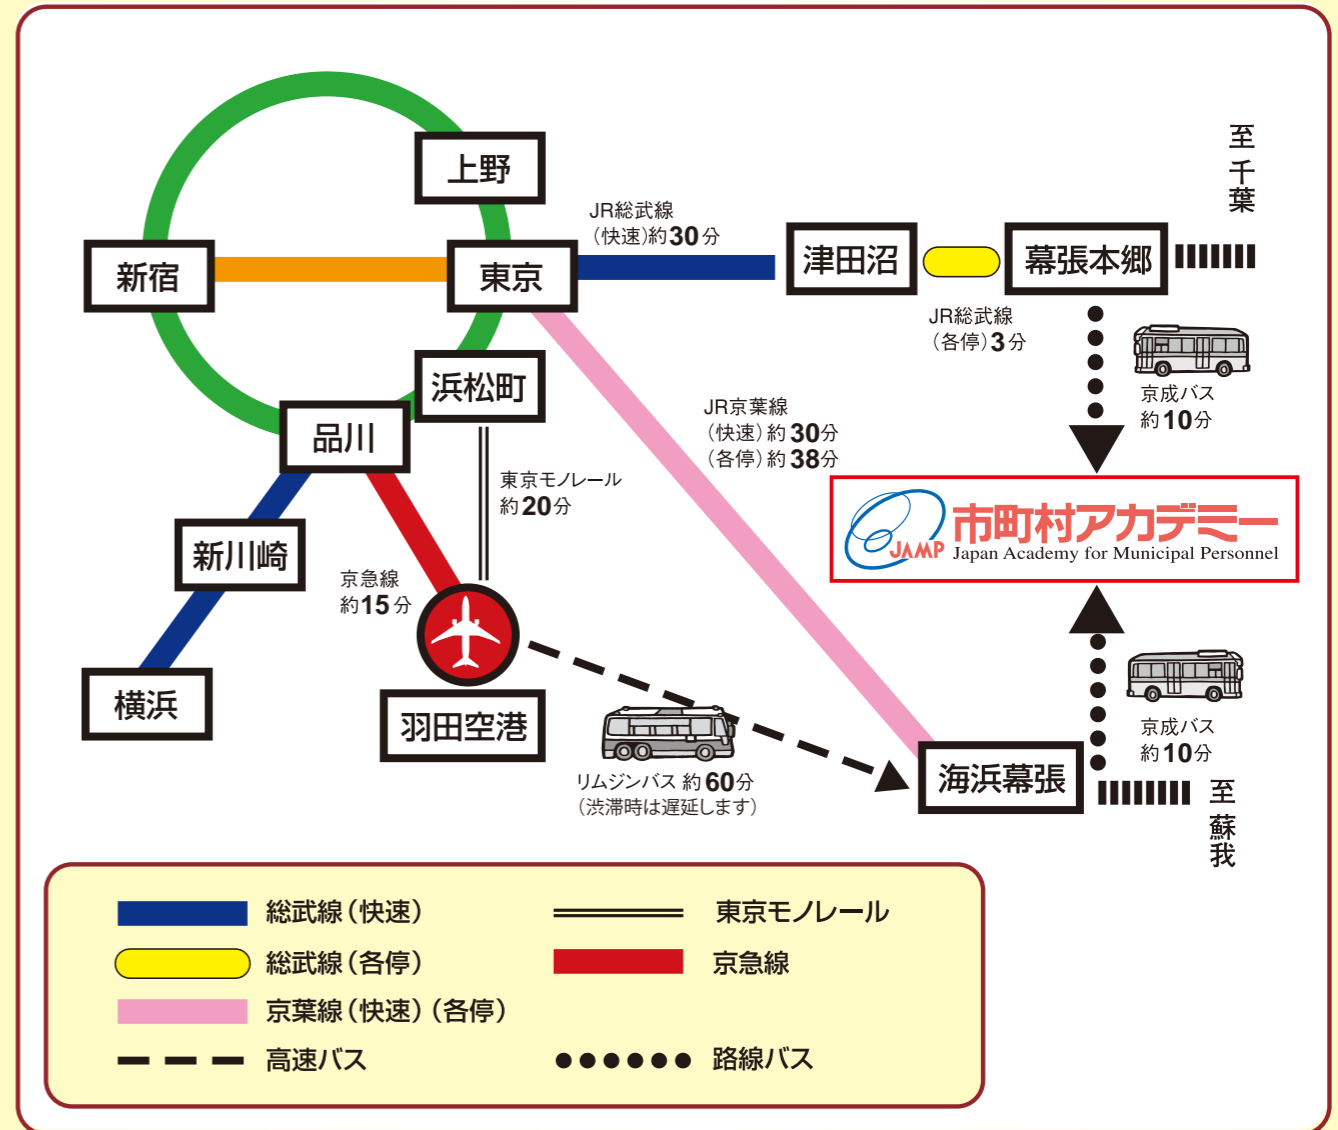 上野
至千葉
JR総武線
（快速）約30分
新宿
東京
津田沼
幕張本郷
JR総武線
（各停）3分
浜松町
京成バス
約10分
JR京葉線
（快速）約30分
（各停）約38分
品川
東京モノレール
約20分
JAMP
市町村アカデミー
Japan Academy for Municipal Personnel
新川崎
京急線
約15分
横浜
羽田空港
京成バス
約10分
リムジンバス 約60分
（渋滞時は遅延します）
海浜幕張
至蘇我
総武線（快速）
東京モノレール
総武線（各停）
京急線
京葉線（快速）（各停）
高速バス
路線バス